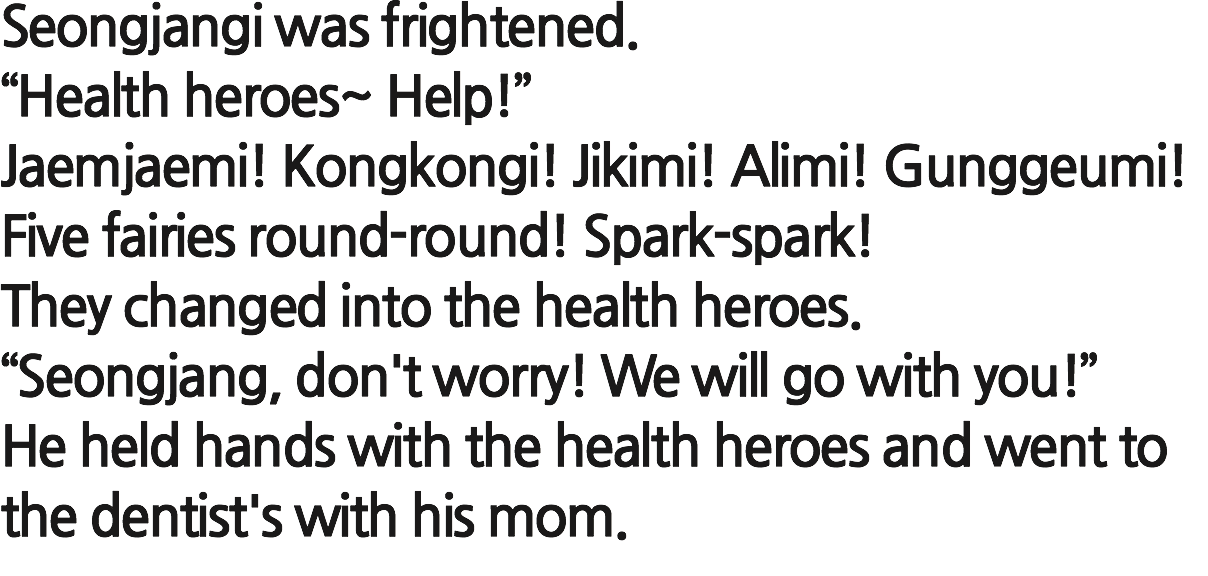 Seongjangi was frightened.
“Health heroes~ Help!”
Jaemjaemi! Kongkongi! Jikimi! Alimi! Gunggeumi!
Five fairies round-round! Spark-spark!
They changed into the health heroes.
“Seongjang, don't worry! We will go with you!”
He held hands with the health heroes and went to
the dentist's with his mom.